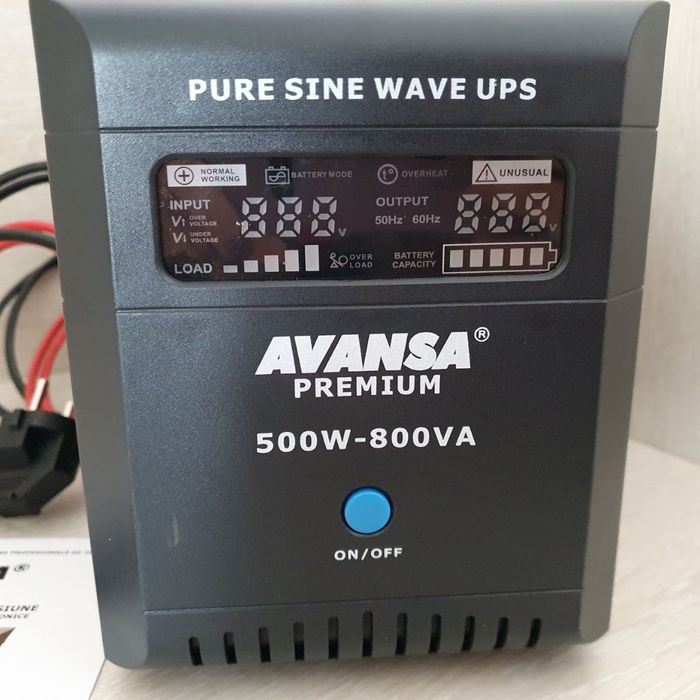 PURE SINE WAVE UPS
NORMAL WORKING
BATTERY MODE
t° OVERHEAT
UNUSUAL
INPUT
V↑ OVER VOLTAGE
V↓ UNDER VOLTAGE
888 V
OUTPUT
50Hz 60Hz
888 V
LOAD
OVER LOAD
BATTERY CAPACITY
AVANSA®
PREMIUM
500W-800VA
ON/OFF
®
SIUNE